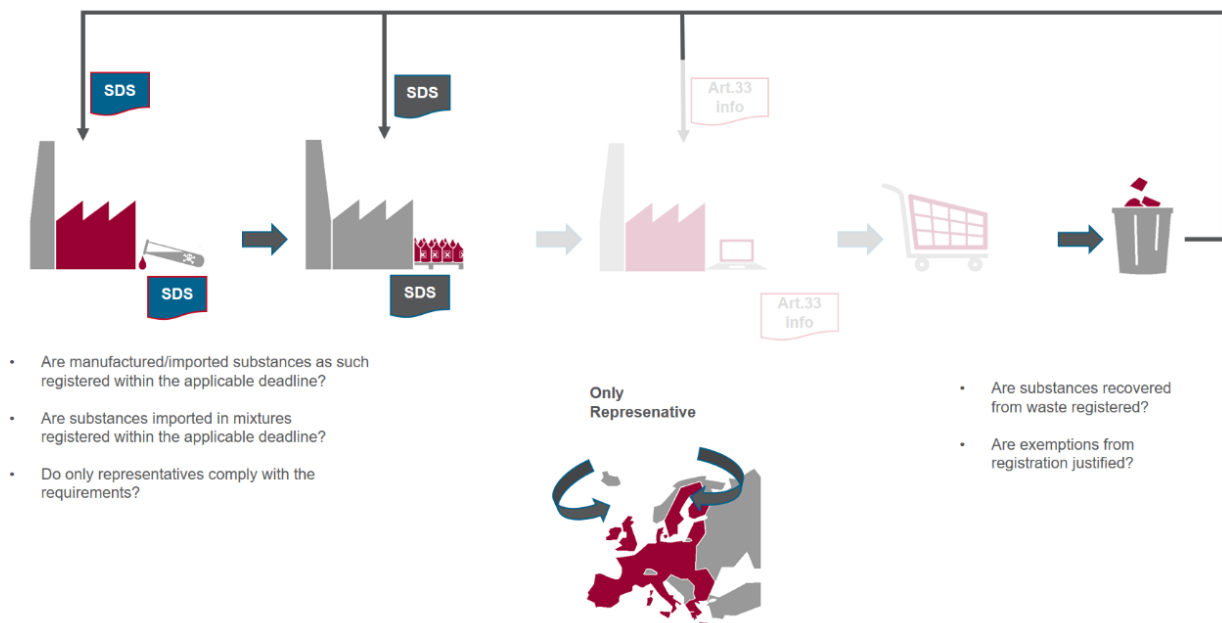 SDS
SDS
Art.33
info
SDS
SDS
Art.33
info
• Are manufactured/imported substances as such
registered within the applicable deadline?
• Are substances imported in mixtures
registered within the applicable deadline?
• Do only representatives comply with the
requirements?
Only
Represenative
• Are substances recovered
from waste registered?
• Are exemptions from
registration justified?